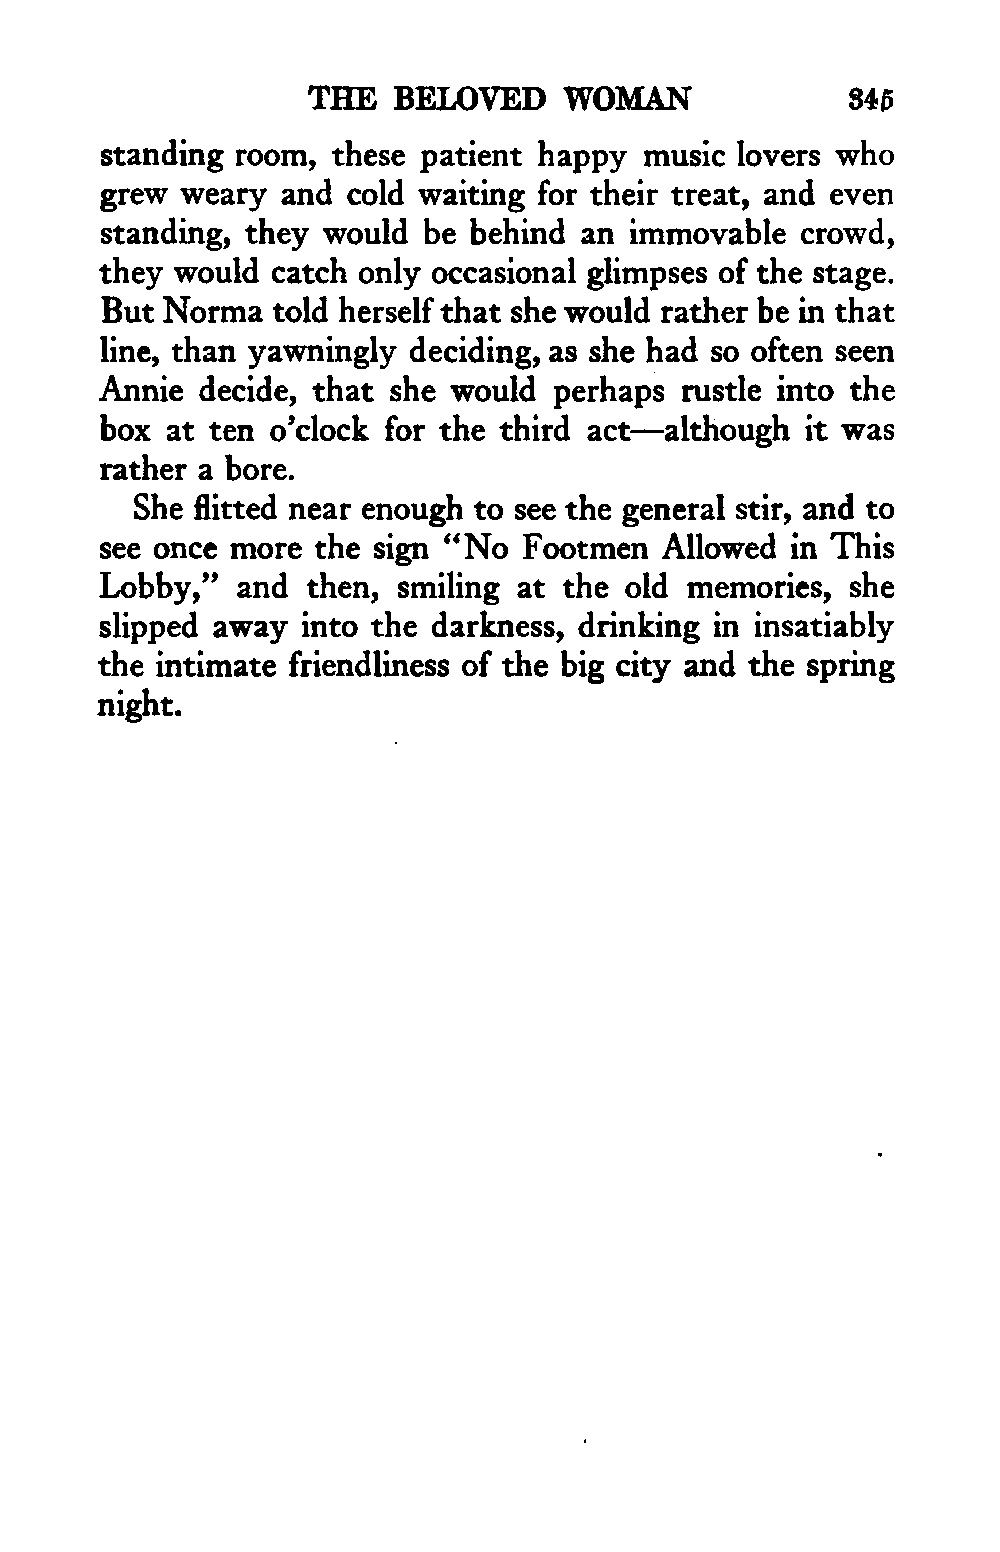 THE BELOVED WOMAN 345
standing room, these patient happy music lovers who
grew weary and cold waiting for their treat, and even
standing, they would be behind an immovable crowd,
they would catch only occasional glimpses of the stage.
But Norma told herself that she would rather be in that
line, than yawningly deciding, as she had so often seen
Annie decide, that she would perhaps rustle into the
box at ten o’clock for the third act—although it was
rather a bore.
She flitted near enough to see the general stir, and to
see once more the sign “No Footmen Allowed in This
Lobby,” and then, smiling at the old memories, she
slipped away into the darkness, drinking in insatiably
the intimate friendliness of the big city and the spring
night.